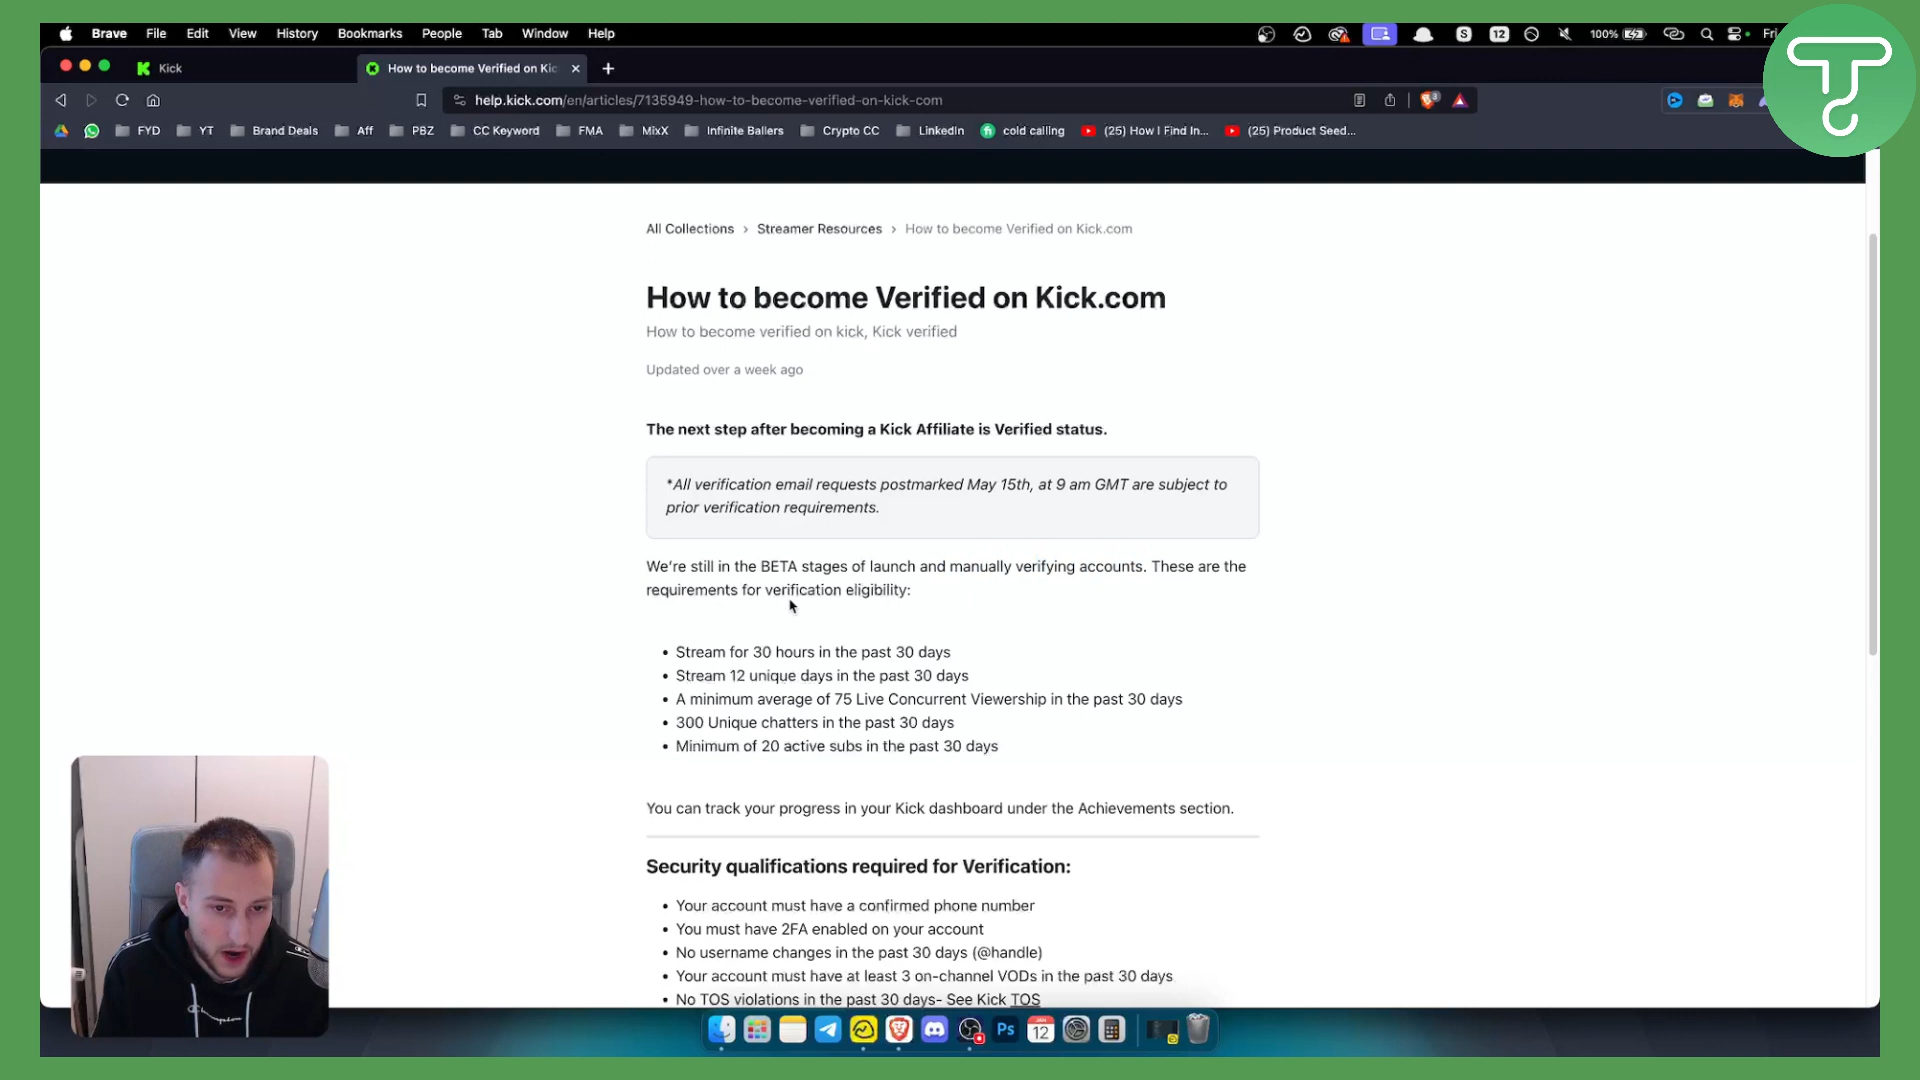 Brave File Edit View History Bookmarks People Tab Window Help
S 12 100% Fri
Kick
How to become Verified on Kic
help.kick.com/en/articles/7135949-how-to-become-verified-on-kick-com
3
FYD YT Brand Deals Aff PBZ CC Keyword FMA MixX Infinite Ballers Crypto CC LinkedIn cold calling (25) How I Find In... (25) Product Seed...
All Collections > Streamer Resources > How to become Verified on Kick.com
How to become Verified on Kick.com
How to become verified on kick, Kick verified
Updated over a week ago
The next step after becoming a Kick Affiliate is Verified status.
*All verification email requests postmarked May 15th, at 9 am GMT are subject to
prior verification requirements.
We're still in the BETA stages of launch and manually verifying accounts. These are the
requirements for verification eligibility:
• Stream for 30 hours in the past 30 days
• Stream 12 unique days in the past 30 days
• A minimum average of 75 Live Concurrent Viewership in the past 30 days
• 300 Unique chatters in the past 30 days
• Minimum of 20 active subs in the past 30 days
You can track your progress in your Kick dashboard under the Achievements section.
Security qualifications required for Verification:
• Your account must have a confirmed phone number
• You must have 2FA enabled on your account
• No username changes in the past 30 days (@handle)
• Your account must have at least 3 on-channel VODs in the past 30 days
• No TOS violations in the past 30 days- See Kick TOS
Champion
Ps 12